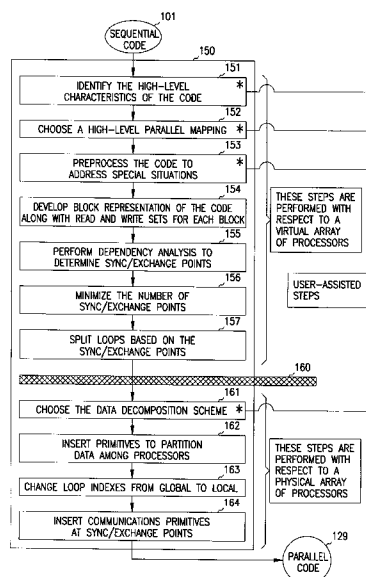 101
SEQUENTIAL
CODE
150
151
IDENTIFY THE HIGH-LEVEL *
CHARACTERISTICS OF THE CODE
152
CHOOSE A HIGH-LEVEL PARALLEL MAPPING *
153
PREPROCESS THE CODE TO *
ADDRESS SPECIAL SITUATIONS
154
DEVELOP BLOCK REPRESENTATION OF THE CODE
ALONG WITH READ AND WRITE SETS FOR EACH BLOCK
155
PERFORM DEPENDENCY ANALYSIS TO
DETERMINE SYNC/EXCHANGE POINTS
156
MINIMIZE THE NUMBER OF
SYNC/EXCHANGE POINTS
157
SPLIT LOOPS BASED ON THE
SYNC/EXCHANGE POINTS
THESE STEPS ARE
PERFORMED WITH
RESPECT TO A
VIRTUAL ARRAY
OF PROCESSORS
USER-ASSISTED
STEPS
160
161
CHOOSE THE DATA DECOMPOSITION SCHEME *
162
INSERT PRIMITIVES TO PARTITION
DATA AMONG PROCESSORS
163
CHANGE LOOP INDEXES FROM GLOBAL TO LOCAL
164
INSERT COMMUNICATIONS PRIMITIVES
AT SYNC/EXCHANGE POINTS
THESE STEPS ARE
PERFORMED WITH
RESPECT TO A
PHYSICAL ARRAY
OF PROCESSORS
129
PARALLEL
CODE